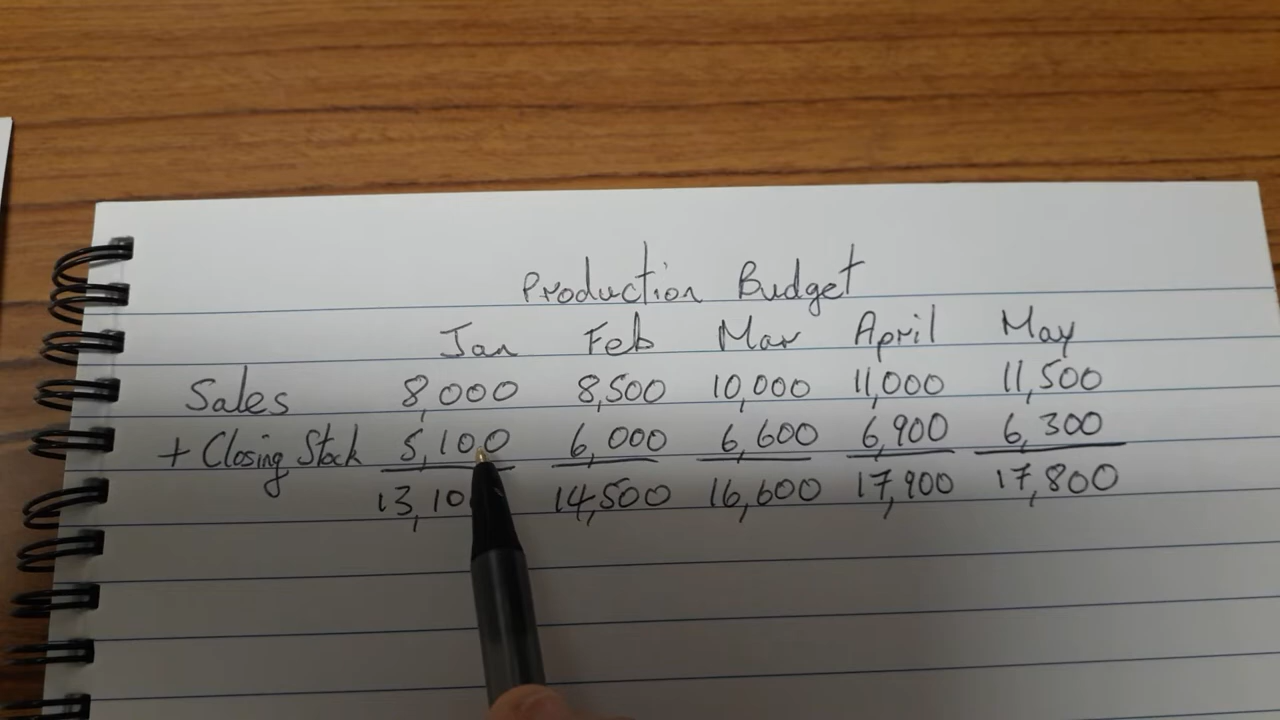 Production Budget
Jan Feb Mar April May
Sales 8,000 8,500 10,000 11,000 11,500
+ Closing Stock 5,100 6,000 6,600 6,900 6,300
13,10 14,500 16,600 17,900 17,800